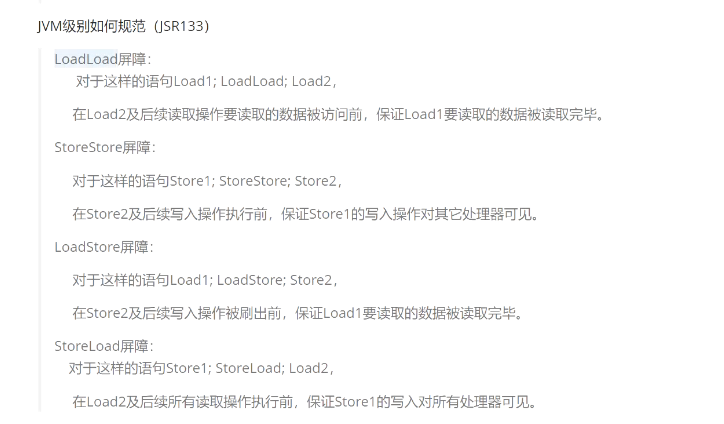 JVM级别如何规范（JSR133）
LoadLoad屏障：
对于这样的语句Load1; LoadLoad; Load2，
在Load2及后续读取操作要读取的数据被访问前，保证Load1要读取的数据被读取完毕。
StoreStore屏障：
对于这样的语句Store1; StoreStore; Store2，
在Store2及后续写入操作执行前，保证Store1的写入操作对其它处理器可见。
LoadStore屏障：
对于这样的语句Load1; LoadStore; Store2，
在Store2及后续写入操作被刷出前，保证Load1要读取的数据被读取完毕。
StoreLoad屏障：
对于这样的语句Store1; StoreLoad; Load2，
在Load2及后续所有读取操作执行前，保证Store1的写入对所有处理器可见。